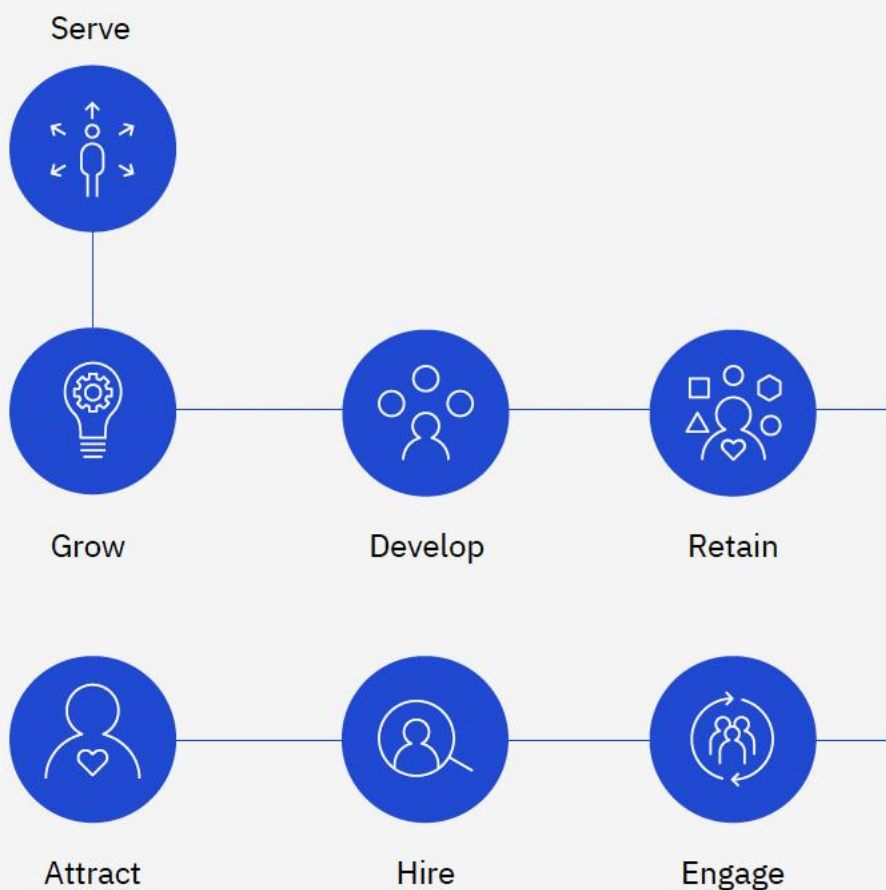 Serve
Grow
Develop
Retain
Attract
Hire
Engage